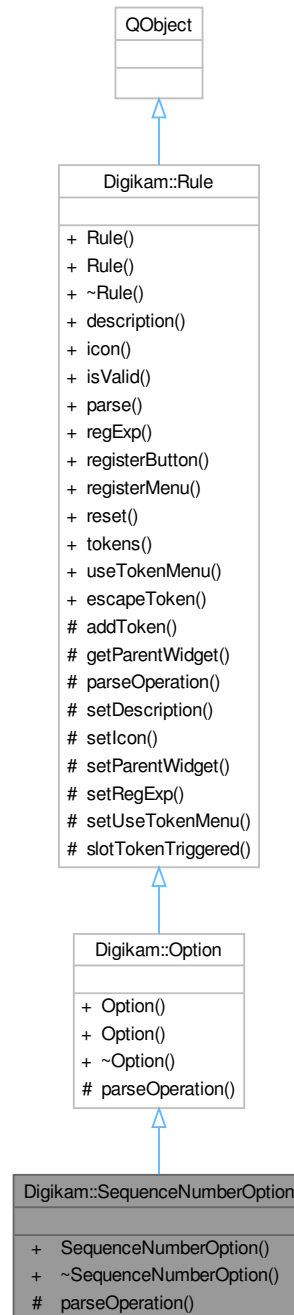 QObject
Digikam::Rule
+ Rule()
+ Rule()
+ ~Rule()
+ description()
+ icon()
+ isValid()
+ parse()
+ regExp()
+ registerButton()
+ registerMenu()
+ reset()
+ tokens()
+ useTokenMenu()
+ escapeToken()
# addToken()
# getParentWidget()
# parseOperation()
# setDescription()
# setIcon()
# setParentWidget()
# setRegExp()
# setUseTokenMenu()
# slotTokenTriggered()
Digikam::Option
+ Option()
+ Option()
+ ~Option()
# parseOperation()
Digikam::SequenceNumberOption
+ SequenceNumberOption()
+ ~SequenceNumberOption()
# parseOperation()